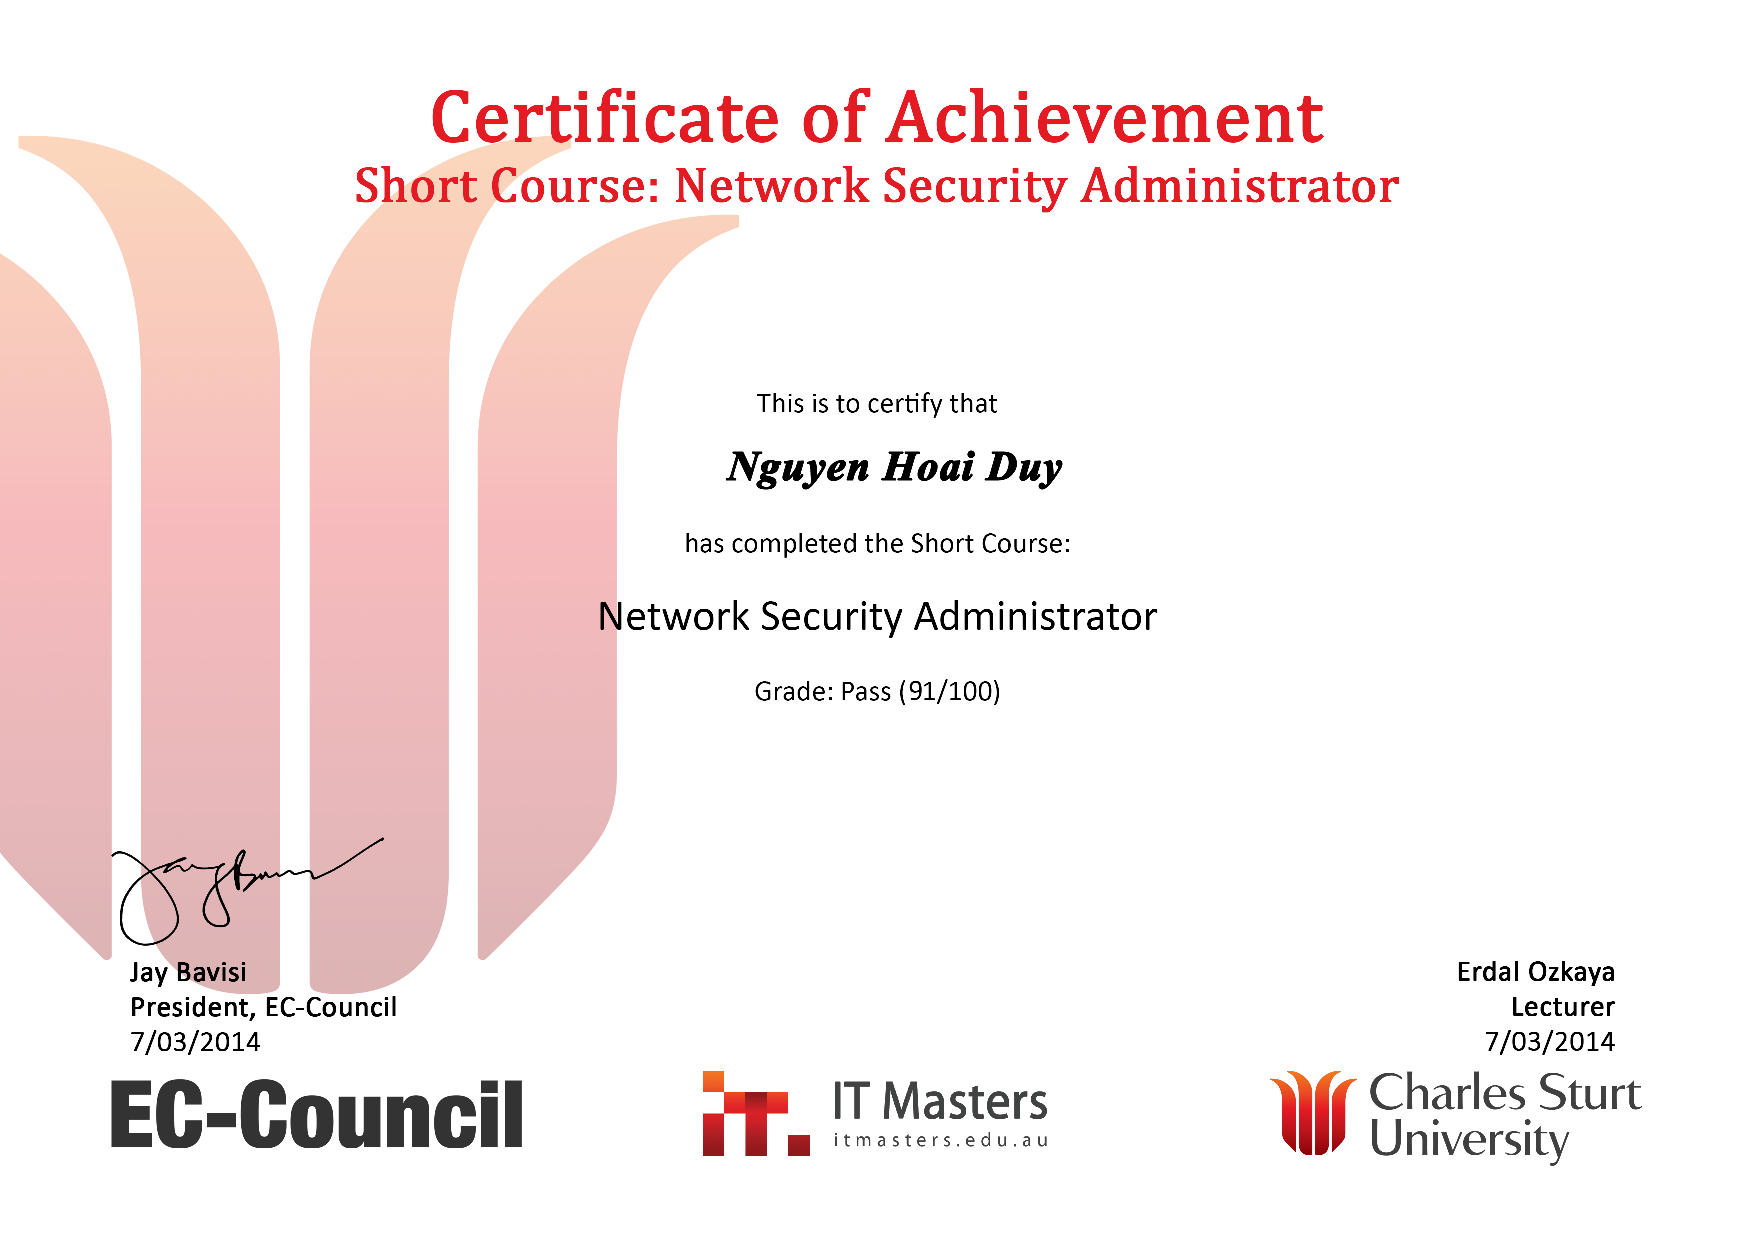 Certificate of Achievement
Short Course: Network Security Administrator
This is to certify that
Nguyen Hoai Duy
has completed the Short Course:
Network Security Administrator
Grade: Pass (91/100)
Jay Bavisi
President, EC-Council
7/03/2014
Erdal Ozkaya
Lecturer
7/03/2014
EC-Council
IT Masters
itmasters.edu.au
Charles Sturt
University